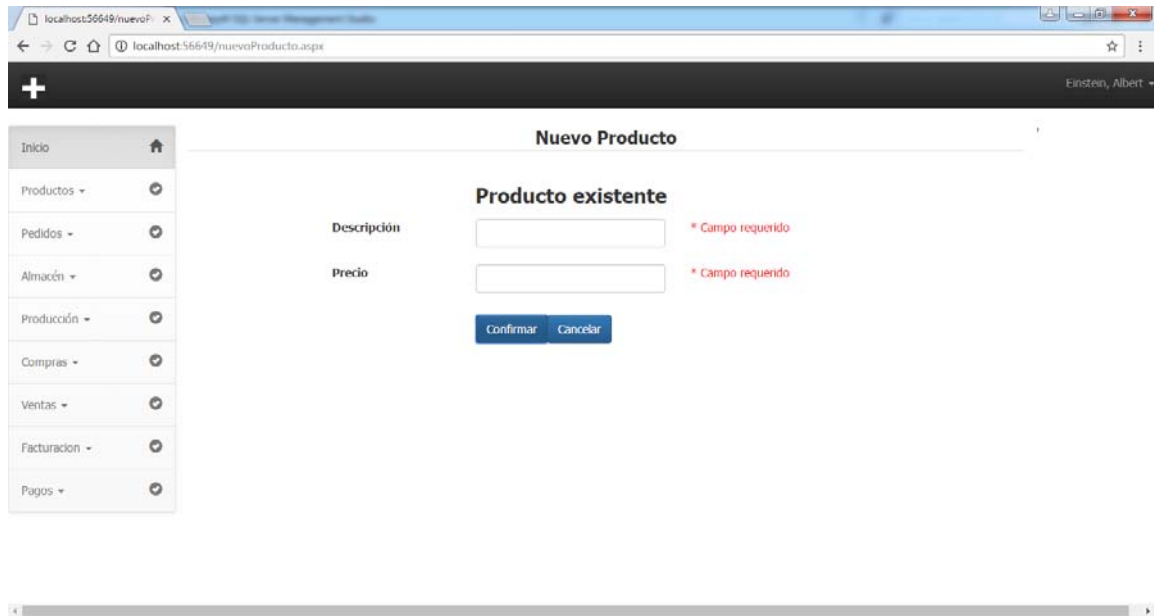 localhost:56649/nuevoP
localhost:56649/nuevoProducto.aspx
Einstein, Albert
Nuevo Producto
Inicio
Productos
Pedidos
Almacén
Producción
Compras
Ventas
Facturacion
Pagos
Producto existente
Descripción
* Campo requerido
Precio
* Campo requerido
Confirmar Cancelar